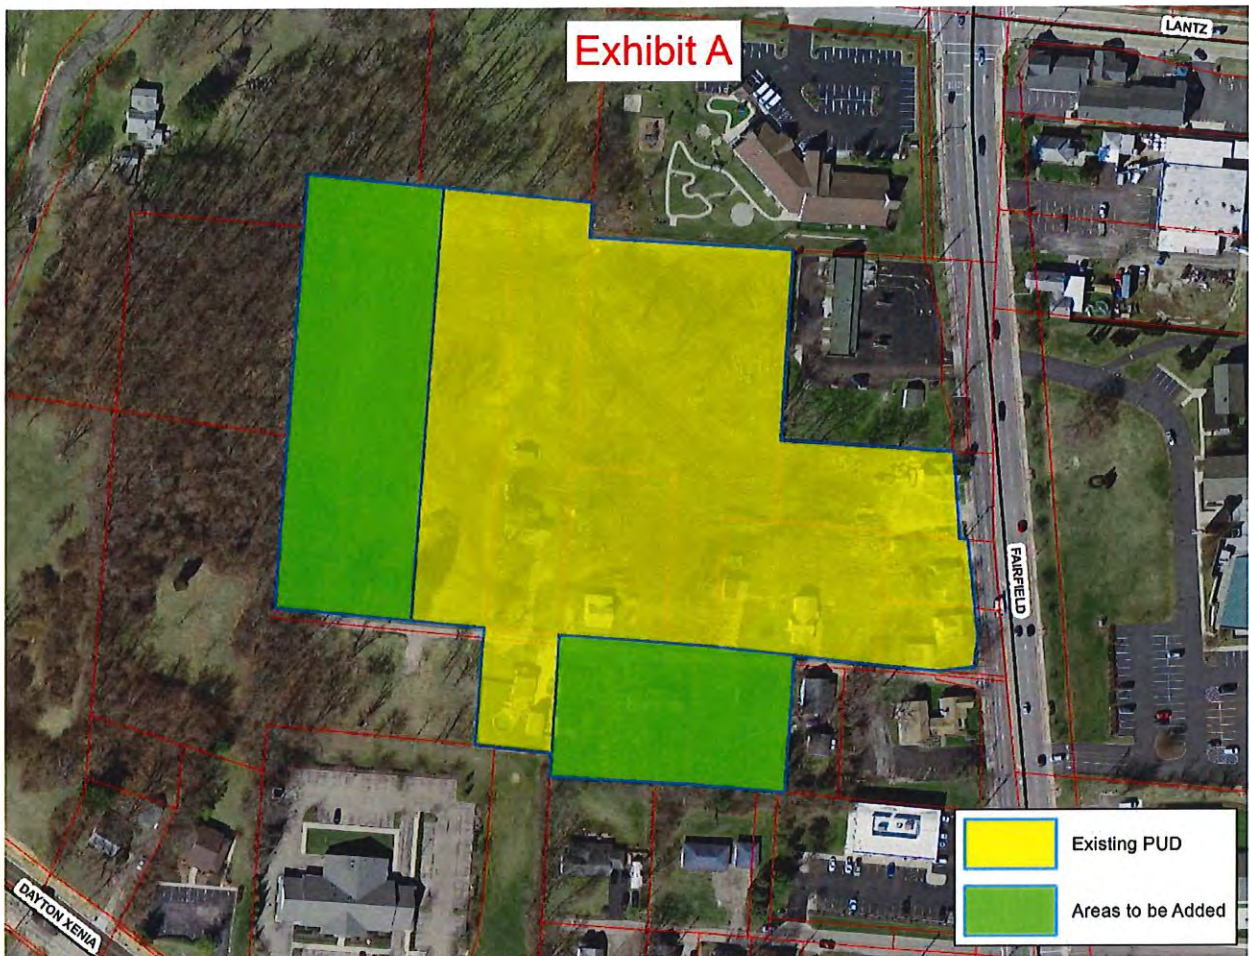 Exhibit A
LANTZ
FAIRFIELD
DAYTON XENIA
Existing PUD
Areas to be Added